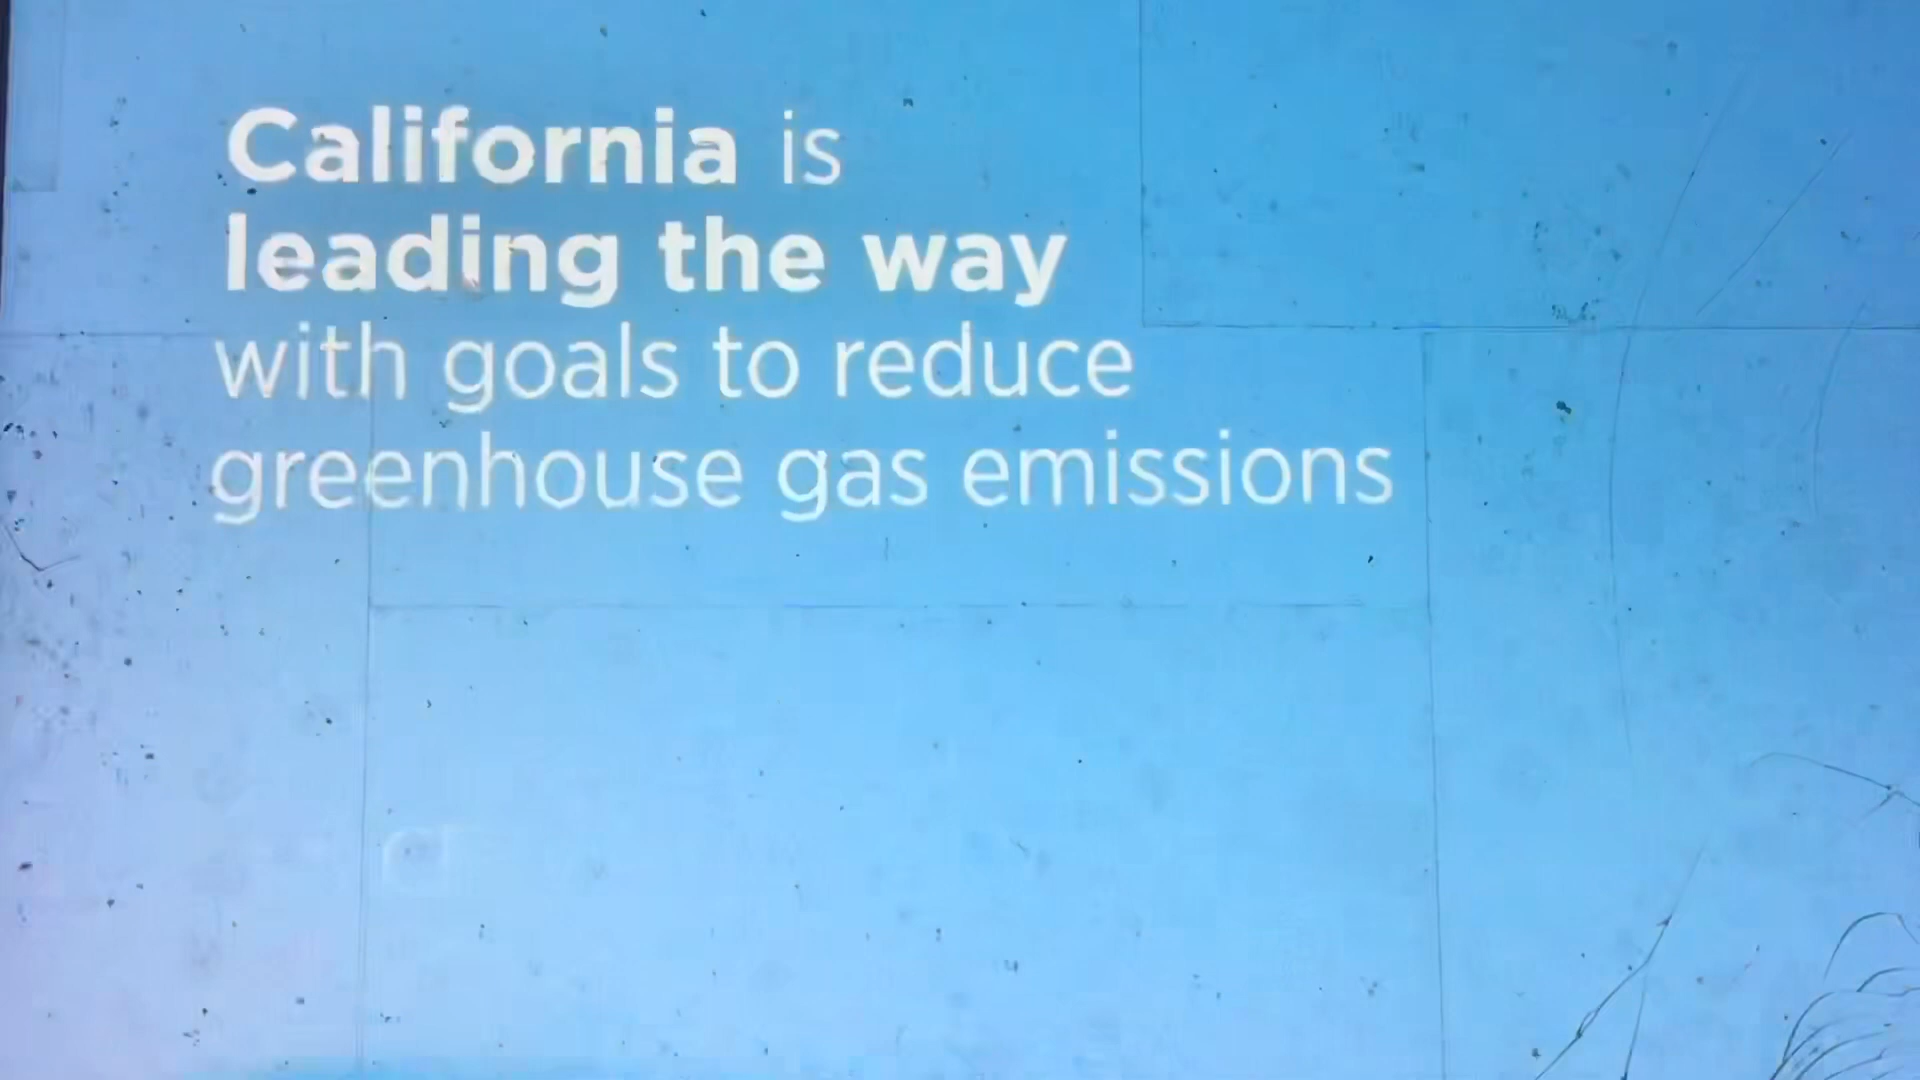 California is
leading the way
with goals to reduce
greenhouse gas emissions